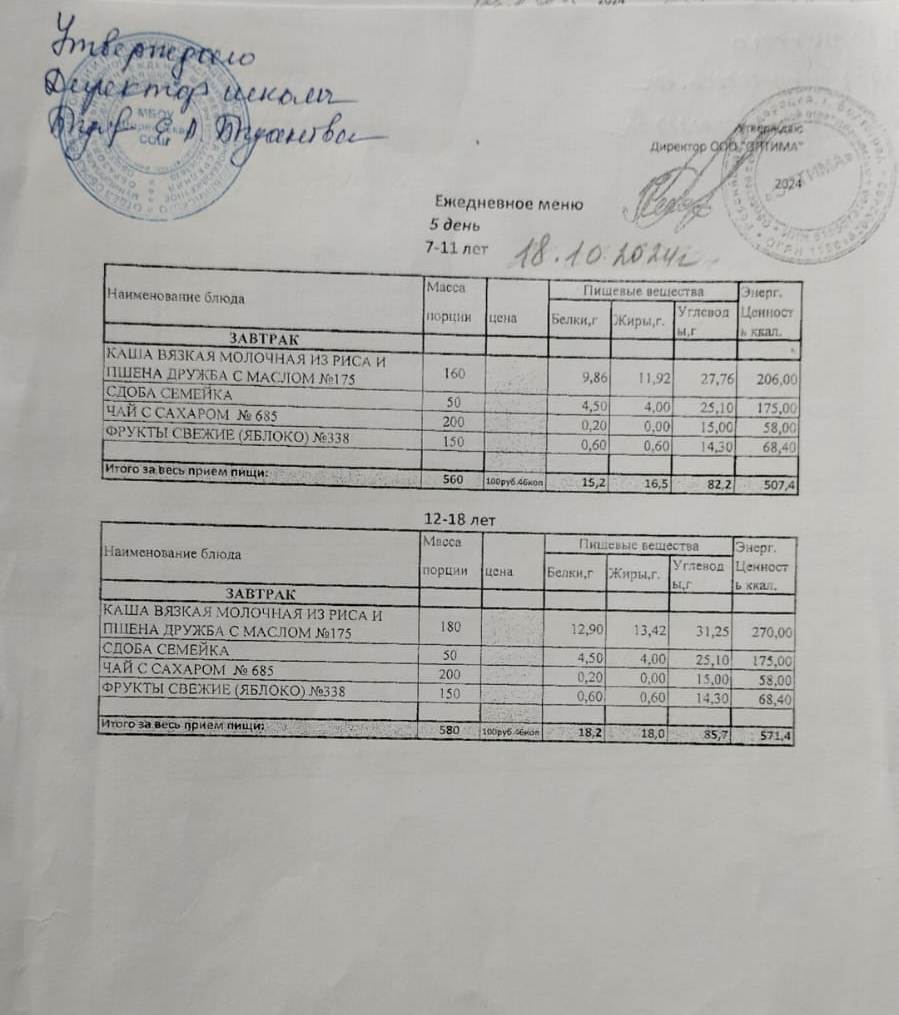 Утверждаю
Директор школы
Утверждаю
Директор ООО "ОПТИМА"
2024
МБОУ
СОШ
Ежедневное меню
5 день
7-11 лет 18.10.2024г.
Наименование блюда Масса порции цена Пищевые вещества Энерг. Ценность ккал.
Белки,г Жиры,г. Углеводы,г
ЗАВТРАК
КАША ВЯЗКАЯ МОЛОЧНАЯ ИЗ РИСА И
ПШЕНА ДРУЖБА С МАСЛОМ №175 160 9,86 11,92 27,76 206,00
СДОБА СЕМЕЙКА 50 4,50 4,00 25,10 175,00
ЧАЙ С САХАРОМ № 685 200 0,20 0,00 15,00 58,00
ФРУКТЫ СВЕЖИЕ (ЯБЛОКО) №338 150 0,60 0,60 14,30 68,40
Итого за весь прием пищи: 560 100руб.46коп 15,2 16,5 82,2 507,4
12-18 лет
Наименование блюда Масса порции цена Пищевые вещества Энерг. Ценность ккал.
Белки,г Жиры,г. Углеводы,г
ЗАВТРАК
КАША ВЯЗКАЯ МОЛОЧНАЯ ИЗ РИСА И
ПШЕНА ДРУЖБА С МАСЛОМ №175 180 12,90 13,42 31,25 270,00
СДОБА СЕМЕЙКА 50 4,50 4,00 25,10 175,00
ЧАЙ С САХАРОМ № 685 200 0,20 0,00 15,00 58,00
ФРУКТЫ СВЕЖИЕ (ЯБЛОКО) №338 150 0,60 0,60 14,30 68,40
Итого за весь прием пищи: 580 100руб.46коп 18,2 18,0 85,7 571,4